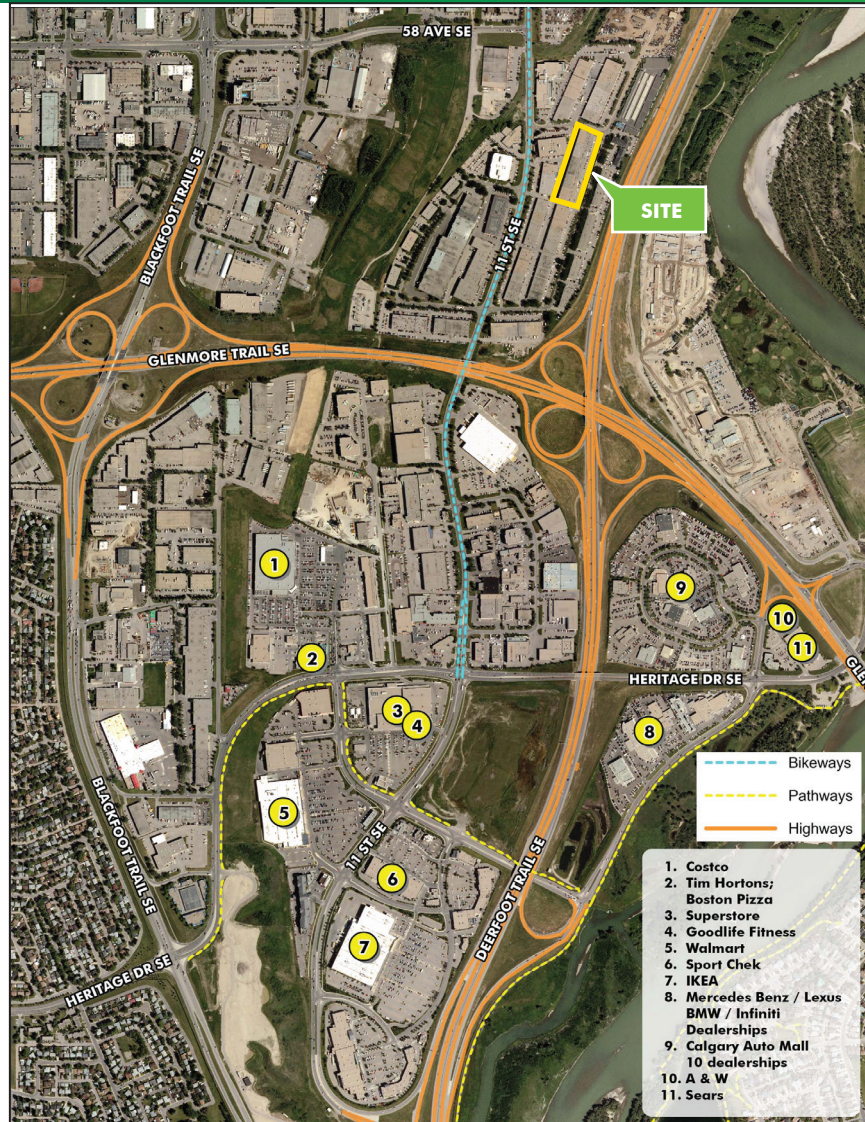 58 AVE SE
BLACKFOOT TRAIL SE
11 ST SE
SITE
GLENMORE TRAIL SE
1
9
10
11
2
HERITAGE DR SE
GLEN
3
4
8
Bikeways
BLACKFOOT TRAIL SE
5
11 ST SE
Pathways
DEERFOOT TRAIL SE
Highways
6
7
HERITAGE DR SE
1. Costco
2. Tim Hortons;
Boston Pizza
3. Superstore
4. Goodlife Fitness
5. Walmart
6. Sport Chek
7. IKEA
8. Mercedes Benz / Lexus
BMW / Infiniti
Dealerships
9. Calgary Auto Mall
10 dealerships
10. A & W
11. Sears